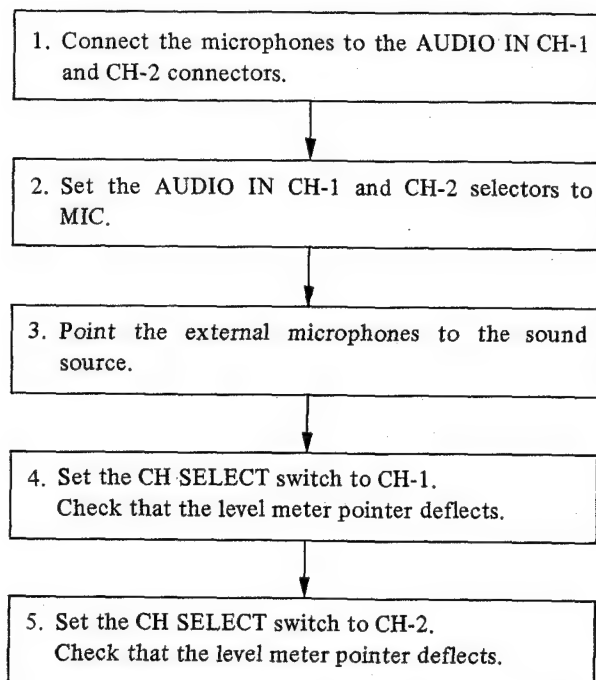 1. Connect the microphones to the AUDIO IN CH-1
and CH-2 connectors.
2. Set the AUDIO IN CH-1 and CH-2 selectors to
MIC.
3. Point the external microphones to the sound
source.
4. Set the CH SELECT switch to CH-1.
Check that the level meter pointer deflects.
5. Set the CH SELECT switch to CH-2.
Check that the level meter pointer deflects.